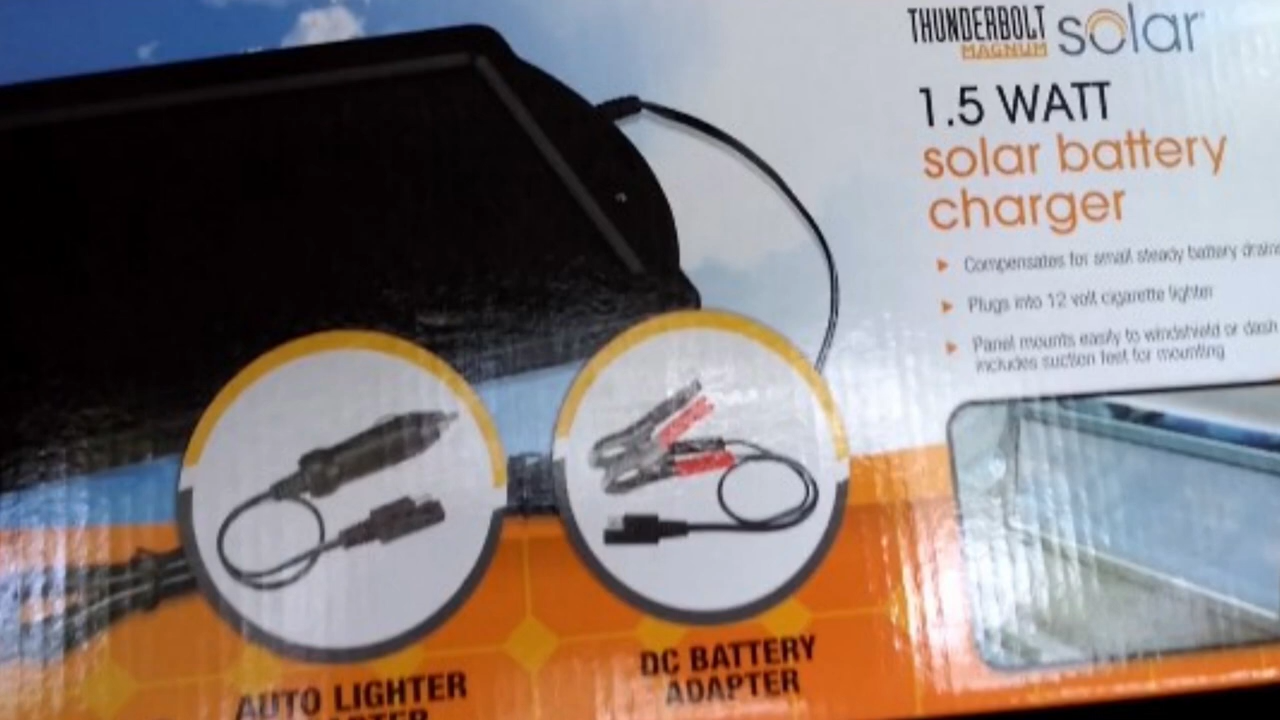 THUNDERBOLT
MAGNUM
solar
1.5 WATT
solar battery
charger
Compensates for small steady battery drains
Plugs into 12 volt cigarette lighter
Panel mounts easily to windshield or dash
includes suction feet for mounting
DC BATTERY
ADAPTER
AUTO LIGHTER